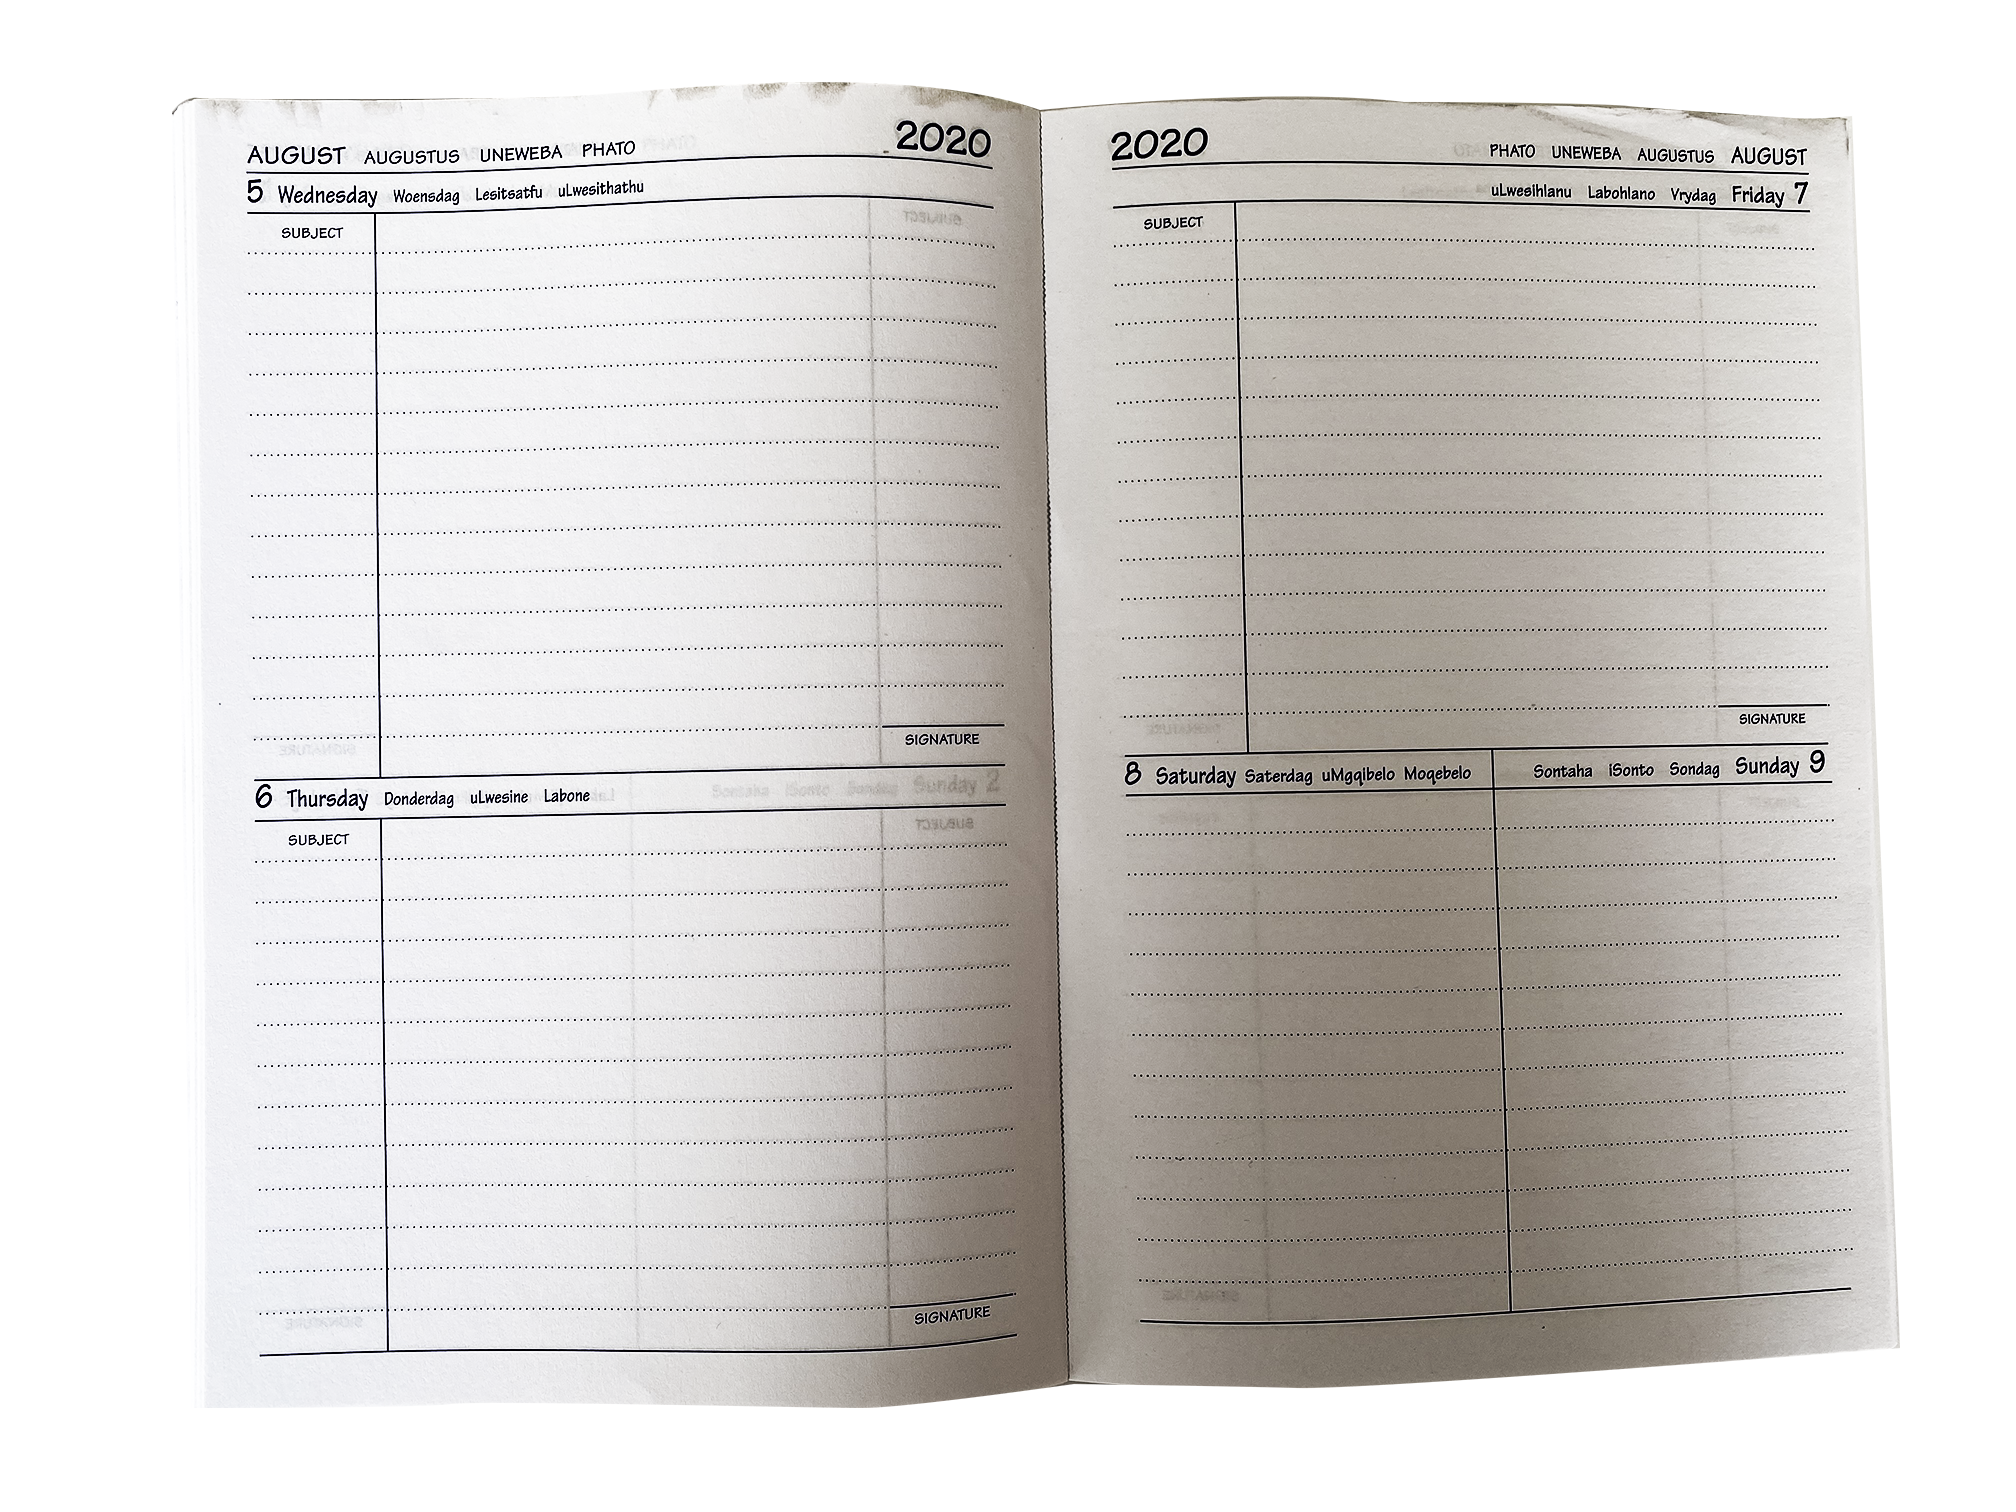 AUGUST AUGUSTUS UNEWEBA PHATO 2020
5 Wednesday Woensdag Lesitsatfu uLwesithathu
SUBJECT
SIGNATURE
6 Thursday Donderdag uLwesine Labone
SUBJECT
SIGNATURE
2020 PHATO UNEWEBA AUGUSTUS AUGUST
uLwesihlanu Labohlano Vrydag Friday 7
SUBJECT
SIGNATURE
8 Saturday Saterdag uMgqibelo Moqebelo
Sontaha iSonto Sondag Sunday 9